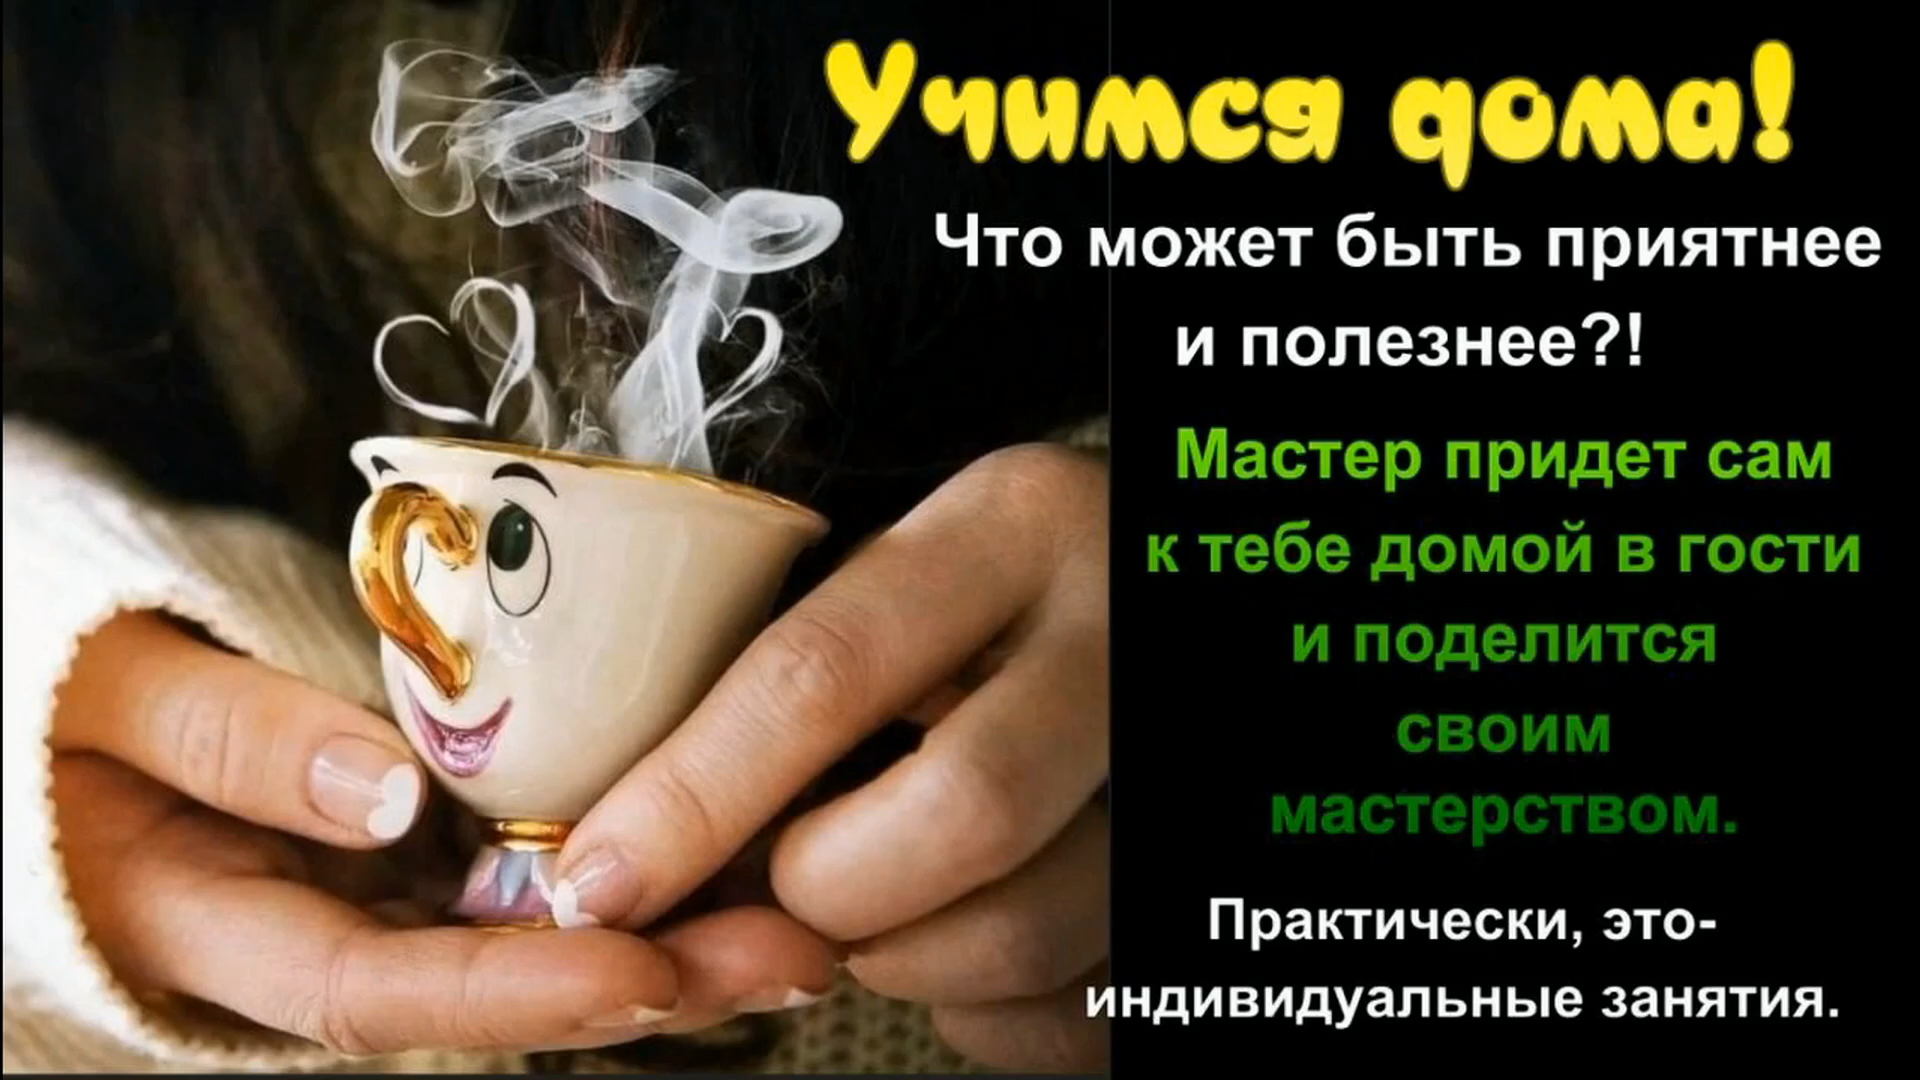 Учимся дома!
Что может быть приятнее
и полезнее?!
Мастер придет сам
к тебе домой в гости
и поделится
своим
мастерством.
Практически, это-
индивидуальные занятия.